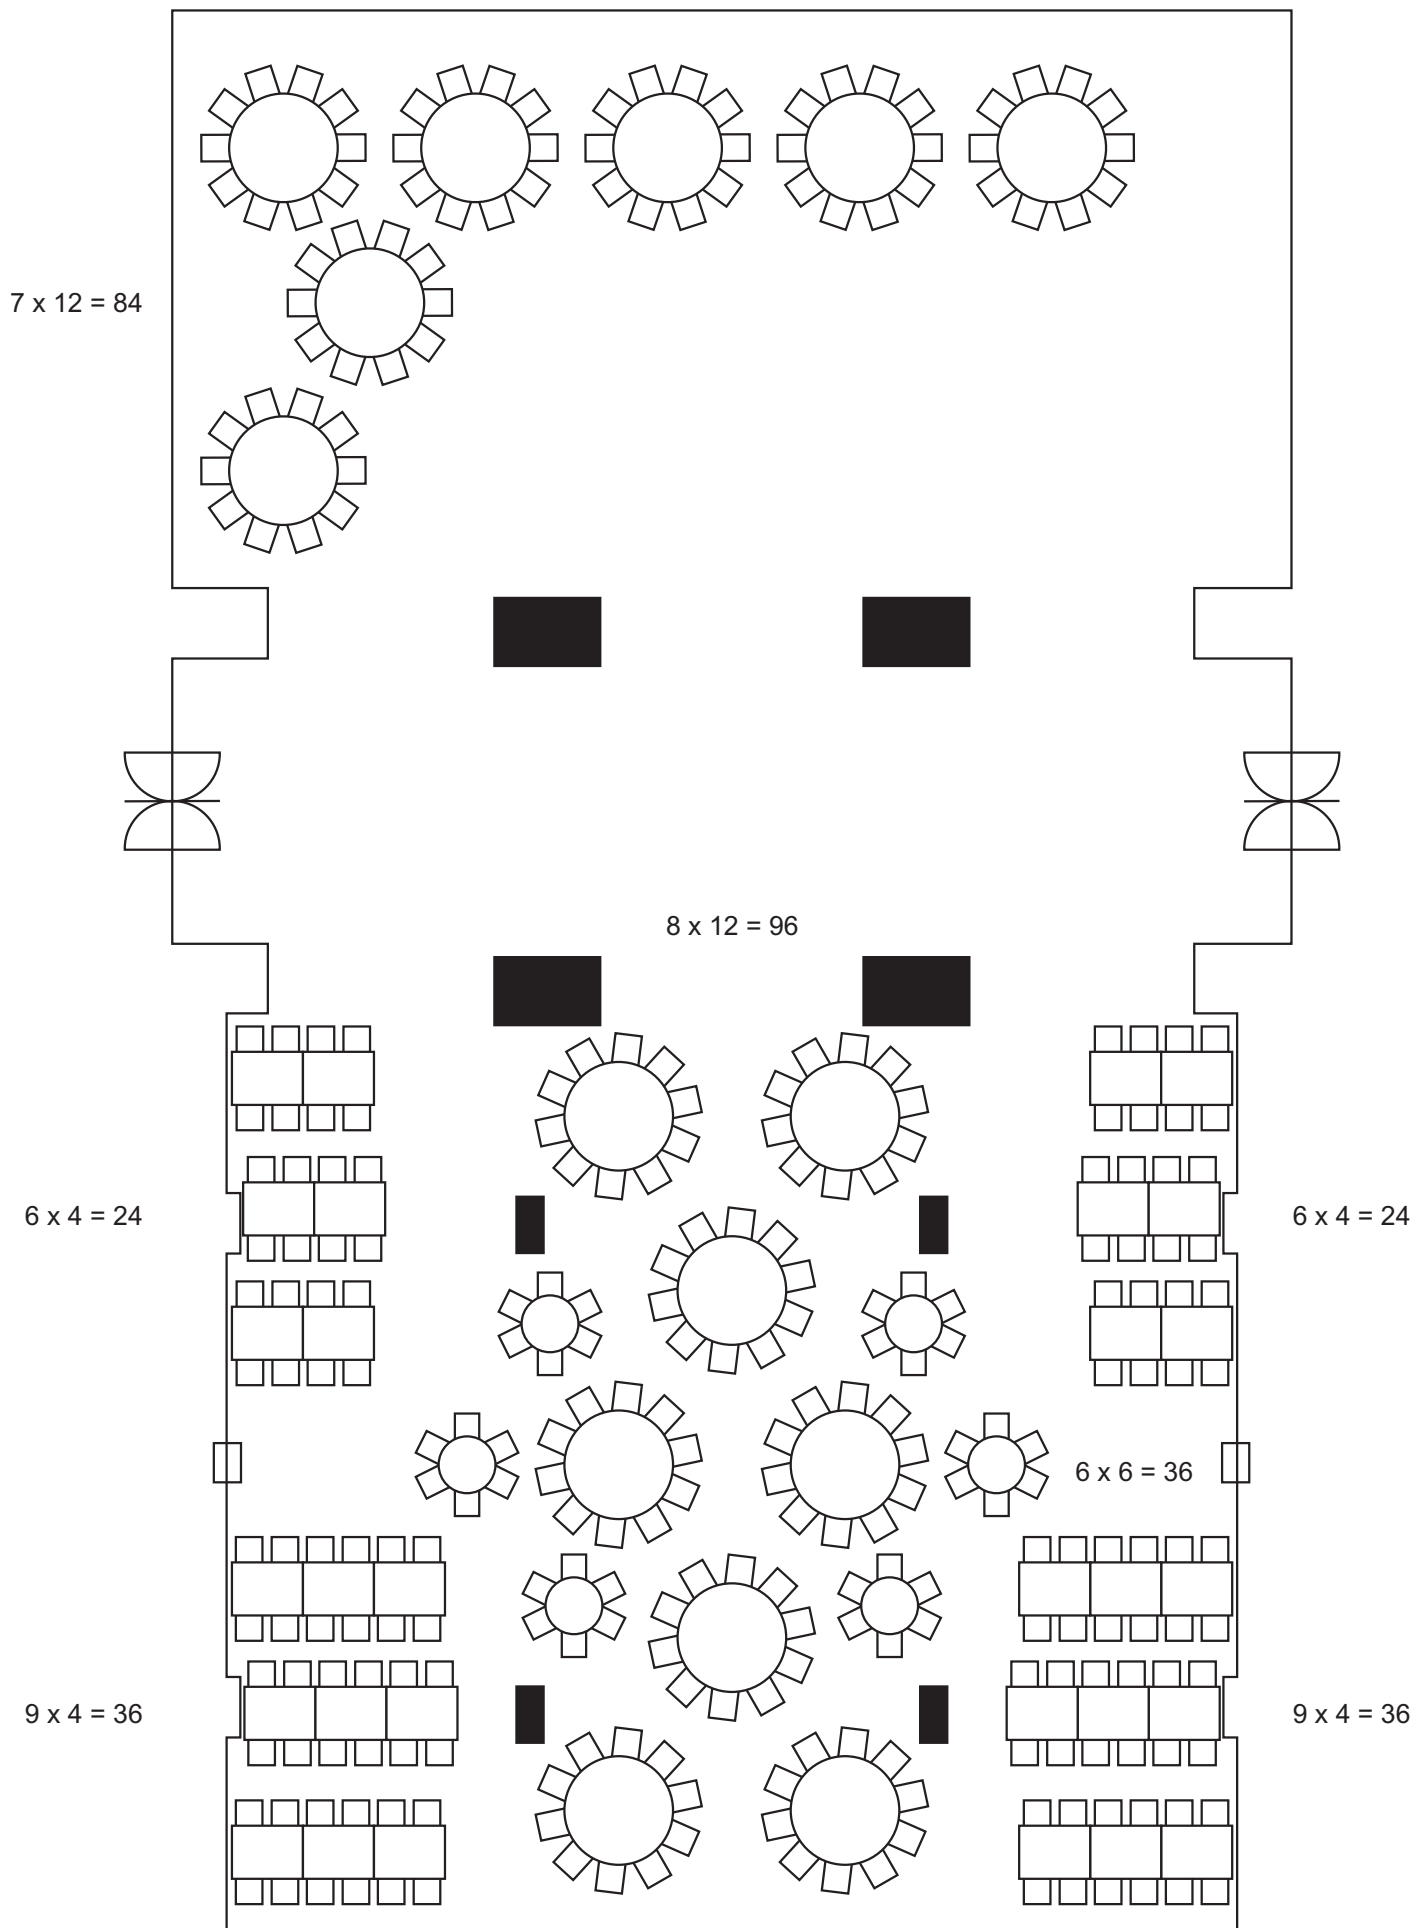 7 x 12 = 84
8 x 12 = 96
6 x 4 = 24
6 x 4 = 24
6 x 6 = 36
9 x 4 = 36
9 x 4 = 36